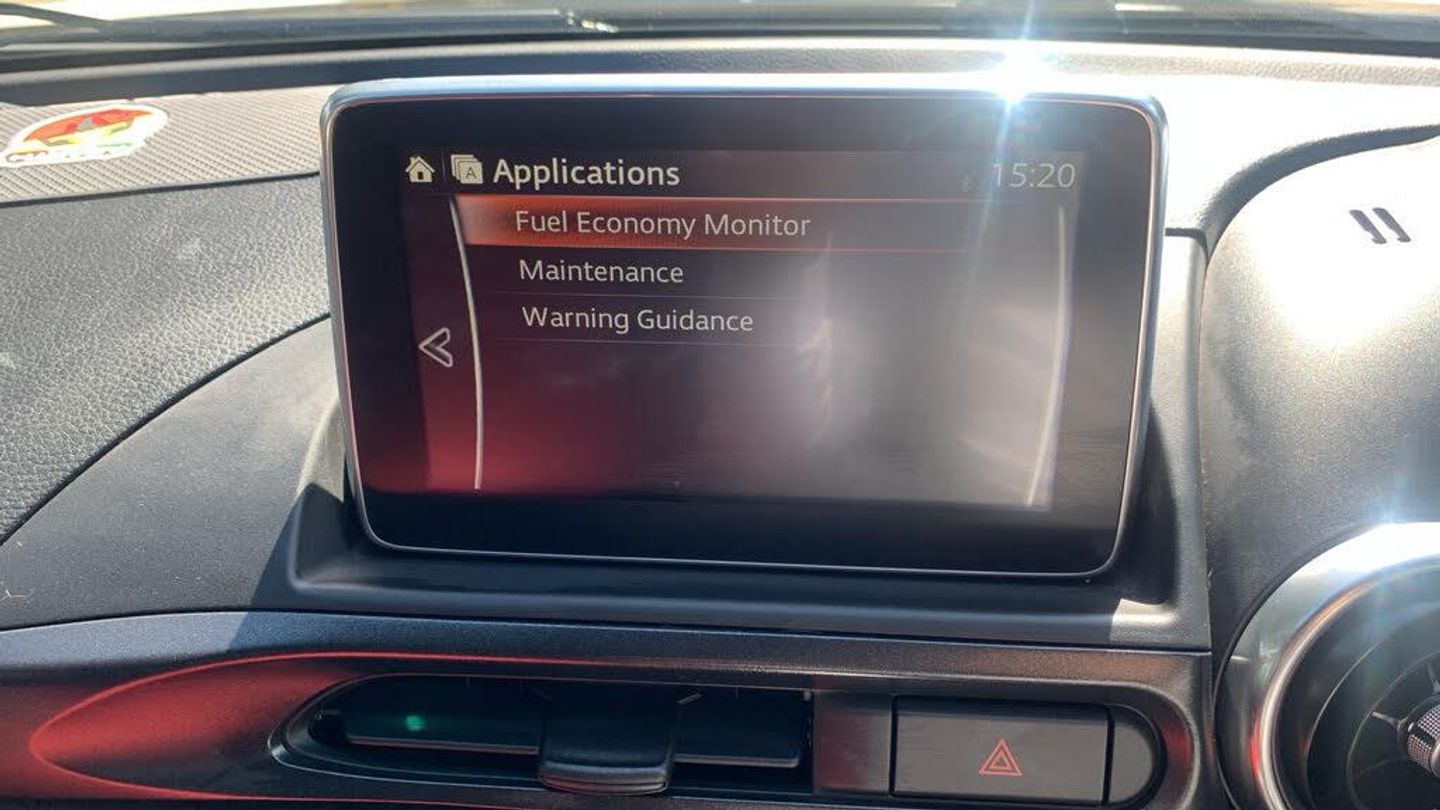 Applications 15:20
Fuel Economy Monitor
Maintenance
Warning Guidance